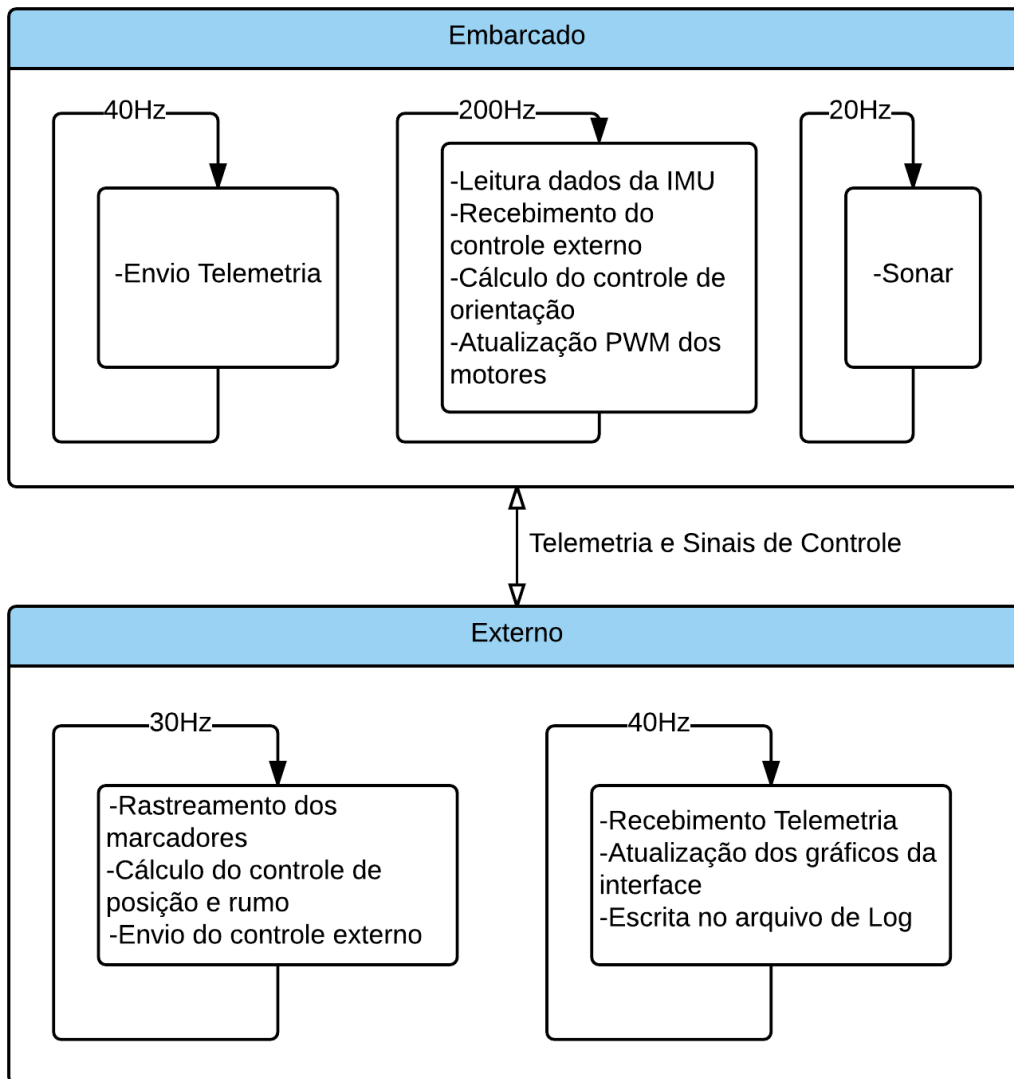 Embarcado
40Hz
200Hz
20Hz
-Envio Telemetria
-Leitura dados da IMU
-Recebimento do
controle externo
-Cálculo do controle de
orientação
-Atualização PWM dos
motores
-Sonar
Telemetria e Sinais de Controle
Externo
30Hz
40Hz
-Rastreamento dos
marcadores
-Cálculo do controle de
posição e rumo
-Envio do controle externo
-Recebimento Telemetria
-Atualização dos gráficos da
interface
-Escrita no arquivo de Log